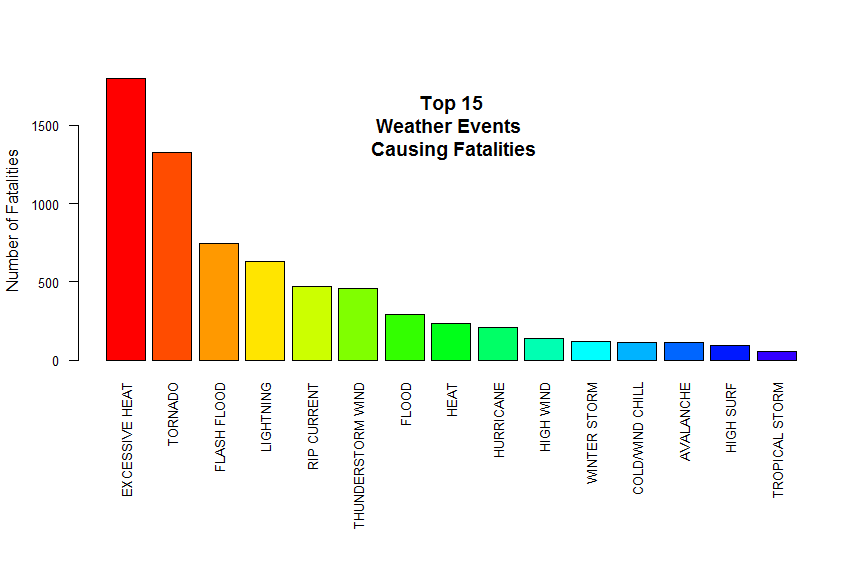 Top 15
Weather Events
Causing Fatalities
Number of Fatalities
1500
1000
500
0
EXCESSIVE HEAT
TORNADO
FLASH FLOOD
LIGHTNING
RIP CURRENT
THUNDERSTORM WIND
FLOOD
HEAT
HURRICANE
HIGH WIND
WINTER STORM
COLD/WIND CHILL
AVALANCHE
HIGH SURF
TROPICAL STORM